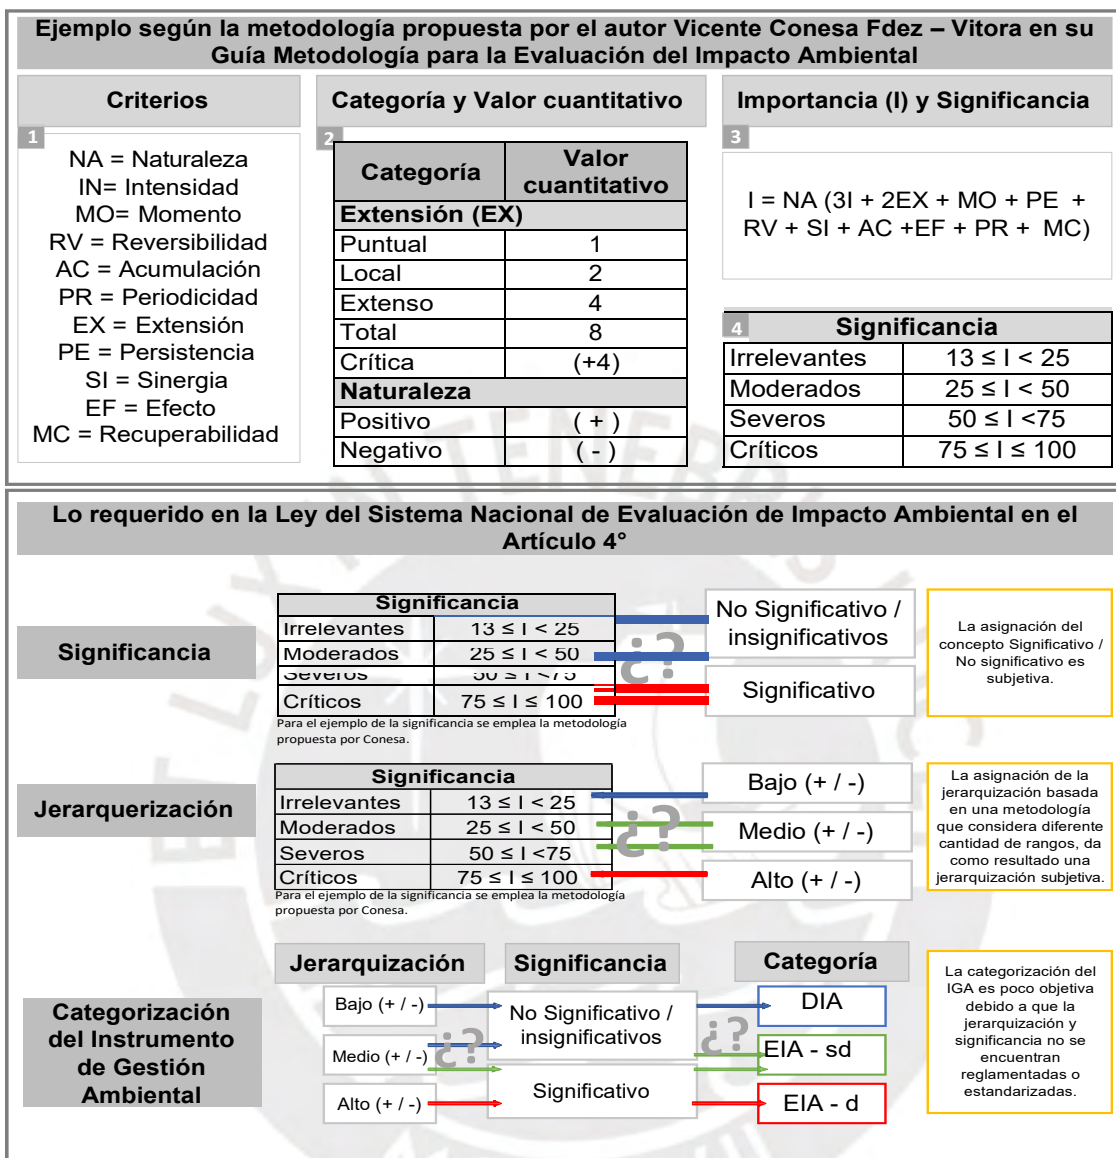 Ejemplo según la metodología propuesta por el autor Vicente Conesa Fdez – Vitora en su
Guía Metodología para la Evaluación del Impacto Ambiental
Criterios
1
NA = Naturaleza
IN= Intensidad
MO= Momento
RV = Reversibilidad
AC = Acumulación
PR = Periodicidad
EX = Extensión
PE = Persistencia
SI = Sinergia
EF = Efecto
MC = Recuperabilidad
Categoría y Valor cuantitativo
2
Categoría Valor cuantitativo
Extensión (EX)
Puntual 1
Local 2
Extenso 4
Total 8
Crítica (+4)
Naturaleza
Positivo ( + )
Negativo ( - )
Importancia (I) y Significancia
3
I = NA (3I + 2EX + MO + PE +
RV + SI + AC +EF + PR + MC)
4 Significancia
Irrelevantes 13 ≤ I < 25
Moderados 25 ≤ I < 50
Severos 50 ≤ I <75
Críticos 75 ≤ I ≤ 100
Lo requerido en la Ley del Sistema Nacional de Evaluación de Impacto Ambiental en el
Artículo 4°
Significancia
Significancia
Irrelevantes 13 ≤ I < 25
Moderados 25 ≤ I < 50
Severos 50 ≤ I <75
Críticos 75 ≤ I ≤ 100
Para el ejemplo de la significancia se emplea la metodología
propuesta por Conesa.
¿?
No Significativo /
insignificativos
Significativo
La asignación del
concepto Significativo /
No significativo es
subjetiva.
Jerarquerización
Significancia
Irrelevantes 13 ≤ I < 25
Moderados 25 ≤ I < 50
Severos 50 ≤ I <75
Críticos 75 ≤ I ≤ 100
Para el ejemplo de la significancia se emplea la metodología
propuesta por Conesa.
¿?
Bajo (+ / -)
Medio (+ / -)
Alto (+ / -)
La asignación de la
jerarquización basada
en una metodología
que considera diferente
cantidad de rangos, da
como resultado una
jerarquización subjetiva.
Categorización
del Instrumento
de Gestión
Ambiental
Jerarquización
Bajo (+ / -)
Medio (+ / -)
Alto (+ / -)
¿?
Significancia
No Significativo /
insignificativos
Significativo
¿?
Categoría
DIA
EIA - sd
EIA - d
La categorización del
IGA es poco objetiva
debido a que la
jerarquización y
significancia no se
encuentran
reglamentadas o
estandarizadas.
ET LUX IN TENEBRIS